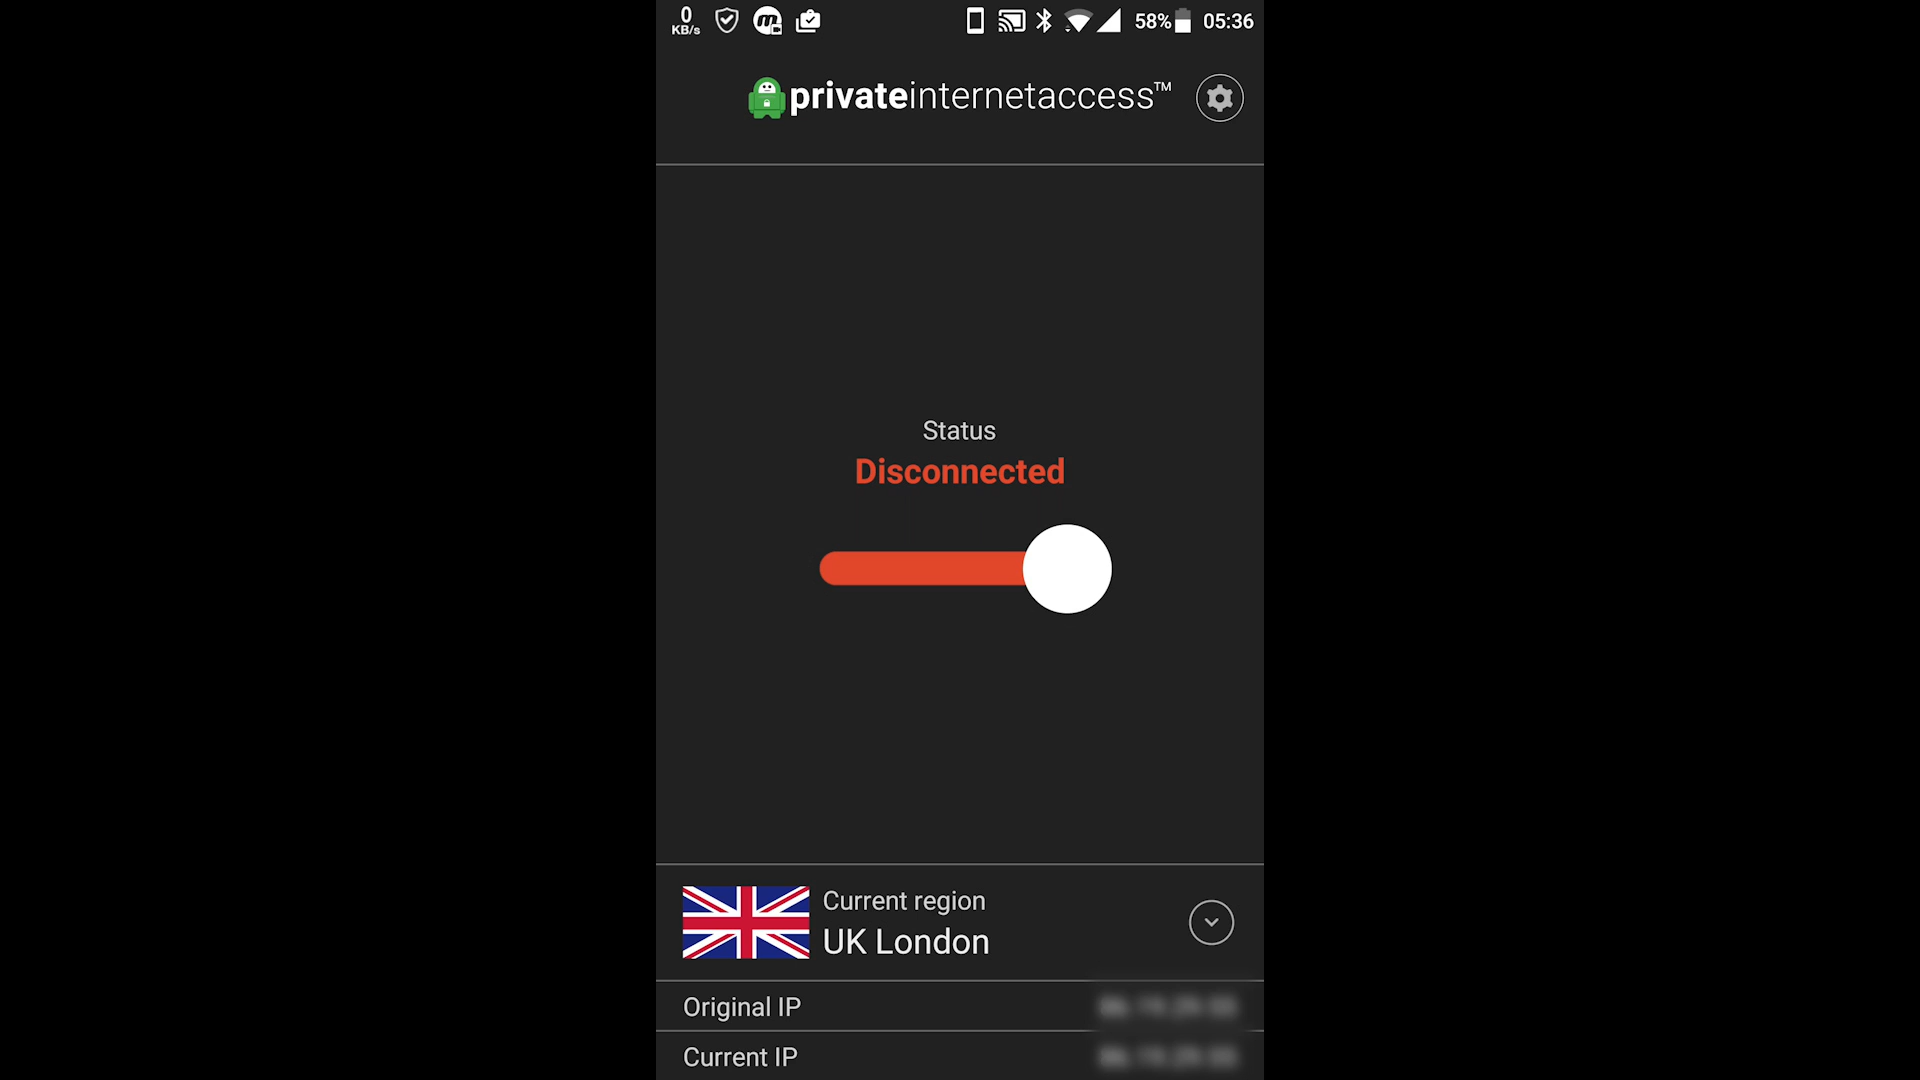 0
KB/s
58%
05:36
privateinternetaccess™
Status
Disconnected
Current region
UK London
Original IP
Current IP